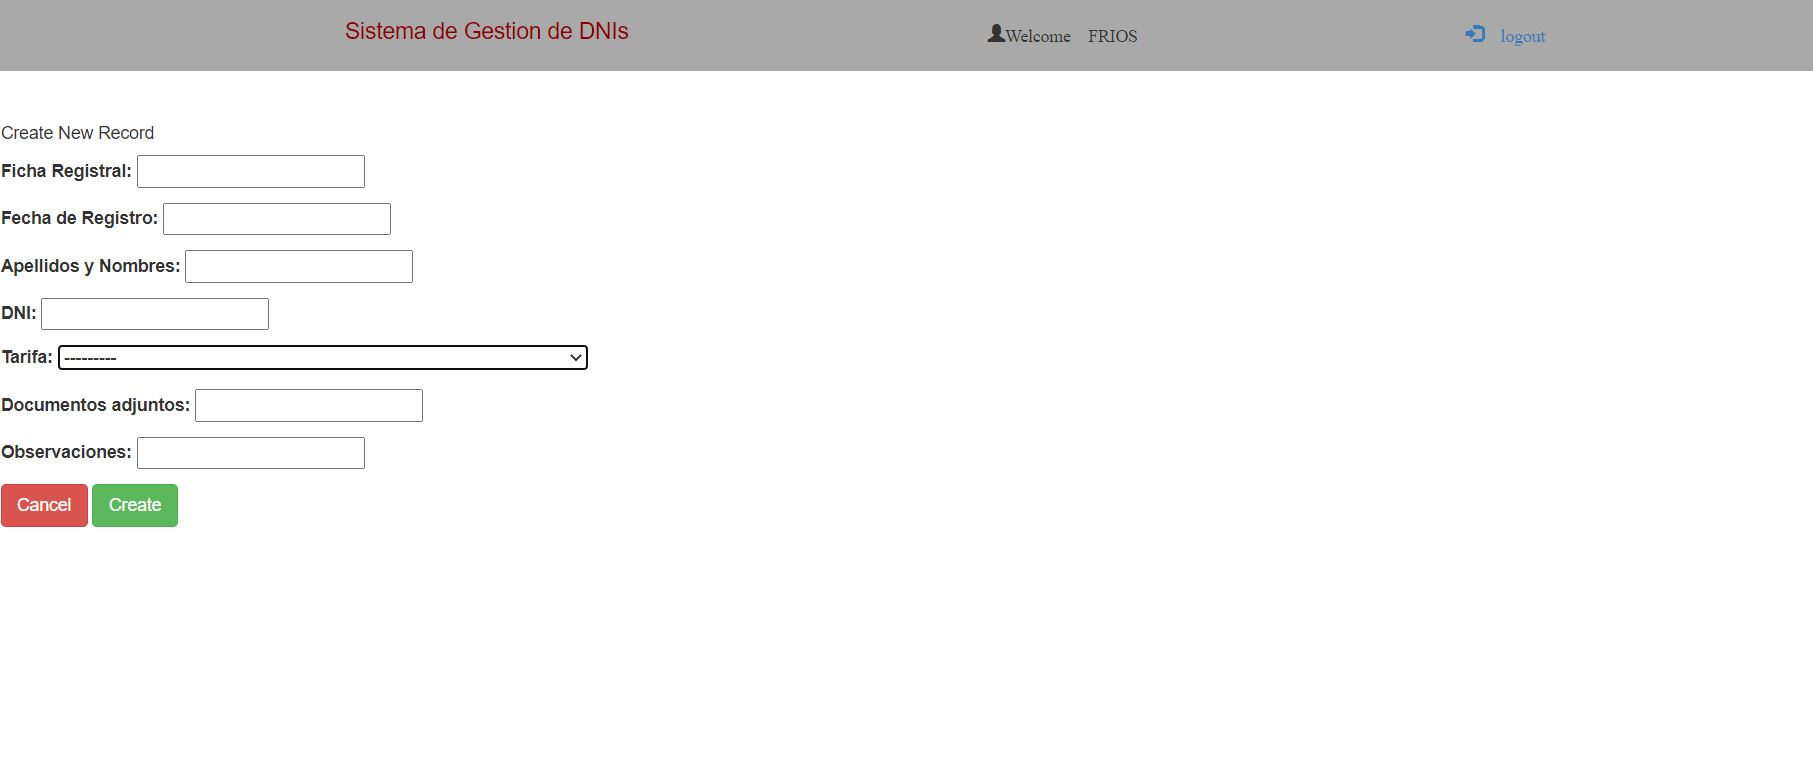 Sistema de Gestion de DNIs
Welcome FRIOS
logout
Create New Record
Ficha Registral:
Fecha de Registro:
Apellidos y Nombres:
DNI:
Tarifa: ---------
Documentos adjuntos:
Observaciones:
Cancel Create